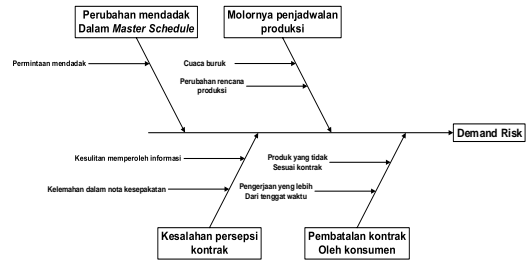 Perubahan mendadak
Dalam Master Schedule
Molornya penjadwalan
produksi
Permintaan mendadak
Cuaca buruk
Perubahan rencana
produksi
Demand Risk
Kesulitan memperoleh informasi
Produk yang tidak
Sesuai kontrak
Kelemahan dalam nota kesepakatan
Pengerjaan yeng lebih
Dari tenggat waktu
Kesalahan persepsi
kontrak
Pembatalan kontrak
Oleh konsumen